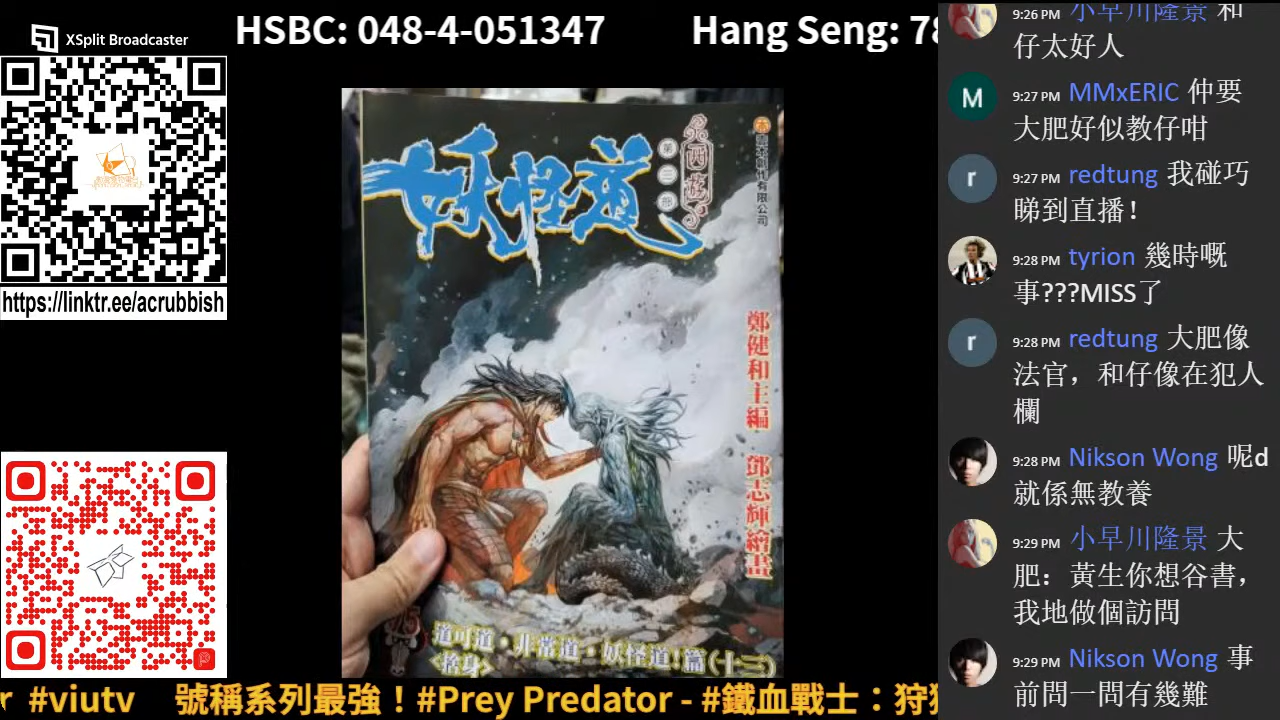 XSplit Broadcaster
HSBC: 048-4-051347 Hang Seng: 78
https://linktr.ee/acrubbish
妖怪道
第三部
西遊
鄭健和主編 鄧志輝繪畫
道可道·非常道·妖怪道!篇(十三)
<捨身>
#viutv 號稱系列最強！#Prey Predator - #鐵血戰士：狩
9:26 PM 小早川隆景 和
仔太好人
M
9:27 PM MMxERIC 仲要
大肥好似教仔咁
r
9:27 PM redtung 我碰巧
睇到直播！
9:28 PM tyrion 幾時嘅
事???MISS了
r
9:28 PM redtung 大肥像
法官，和仔像在犯人
欄
9:28 PM Nikson Wong 呢d
就係無教養
9:29 PM 小早川隆景 大
肥：黃生你想谷書，
我地做個訪問
9:29 PM Nikson Wong 事
前問一問有幾難